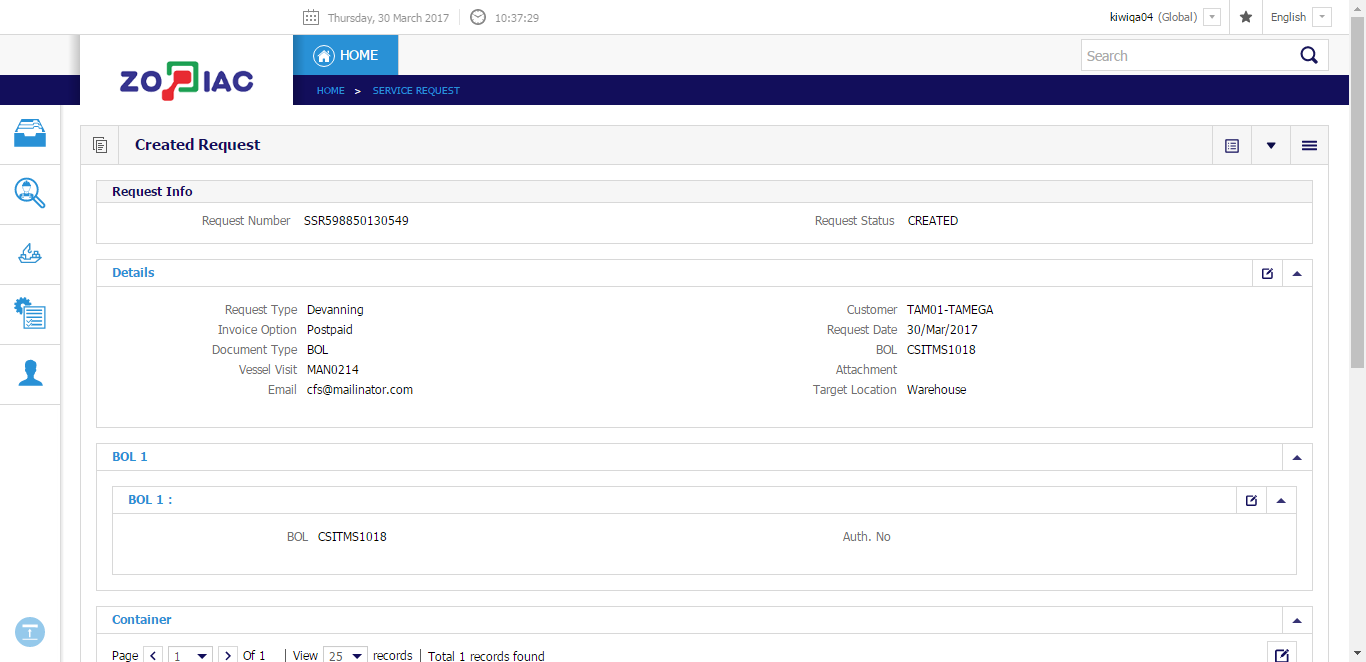 Thursday, 30 March 2017 10:37:29 kiwiqa04 (Global) English
ZODIAC HOME Search
HOME > SERVICE REQUEST
Created Request
Request Info
Request Number SSR598850130549 Request Status CREATED
Details
Request Type Devanning Customer TAM01-TAMEGA
Invoice Option Postpaid Request Date 30/Mar/2017
Document Type BOL BOL CSITMS1018
Vessel Visit MAN0214 Attachment
Email cfs@mailinator.com Target Location Warehouse
BOL 1
BOL 1 :
BOL CSITMS1018 Auth. No
Container
Page 1 Of 1 | View 25 records | Total 1 records found